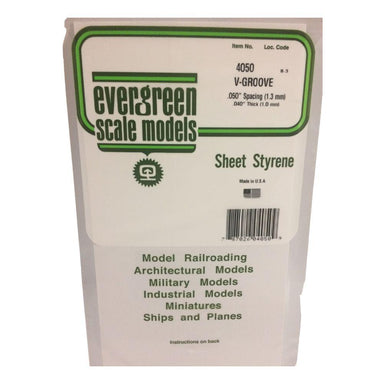 Item No. Loc. Code
4050
V-GROOVE
.050" Spacing (1.3 mm)
.040" Thick (1.0 mm)
evergreen
scale models
Sheet Styrene
Made in U.S.A
Model Railroading
Architectural Models
Military Models
Industrial Models
Miniatures
Ships and Planes
Instructions on back